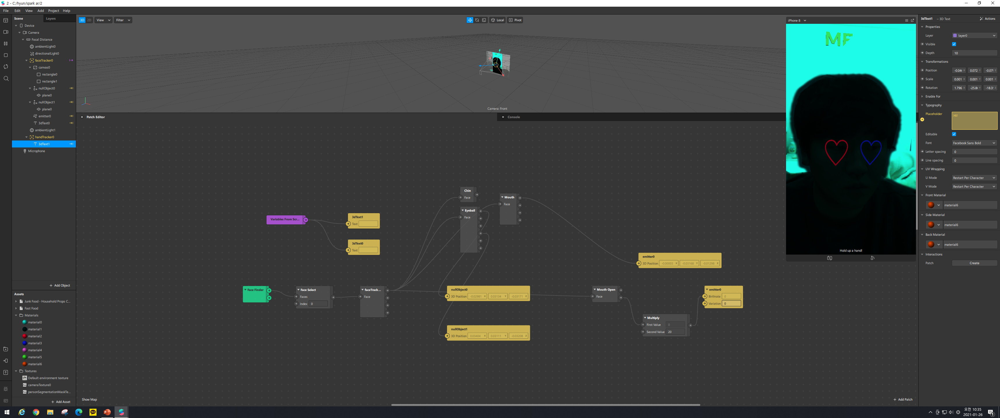 2 - C:/hyun/spark ar/2
File Edit View Add Project Help
Scene Layers
Device
Camera
Focal Distance
ambientLight0
directionalLight0
faceTracker0
canvas0
rectangle0
rectangle1
nullObject0
plane0
nullObject1
plane0
emitter0
3dText0
ambientLight1
handTracker0
3dText1
Microphone
+ Add Object
Assets
Junk Food - Household Props C...
Fast Food
Materials
material0
material1
material2
material3
material4
material5
material6
Textures
Default environment texture
cameraTexture0
personSegmentationMaskTe...
+ Add Asset
3D 2D View Filter
Local Pivot
Camera: Front
Patch Editor
Console
Variables From Scr...
3dText1
Text
3dText0
Text
Chin
Face
Eyeball
Face
Mouth
Face
emitter0
3D Position -0.00003 X -0.03168 Y -0.01298 Z
Face Finder
Face Select
Faces
Index 0
faceTrack...
Face
nullObject0
3D Position -0.02981 X 0.03134 Y -0.03171 Z
nullObject1
3D Position 0.03404 X 0.03111 Y -0.03208 Z
Mouth Open
Face
Multiply
First Value 0
Second Value 20
emitter0
Birthrate 0
Variation 0
Show Map
+ Add Patch
iPhone 8
MF
Hold up a hand!
3dText1 – 3D Text Actions
Properties
Layer layer0
Visible
Depth 10
Transformations
Position X 0.072 Y Z
Scale 0.001 X 0.001 Y 0.001 Z
Rotation 1.796 X Y Z
Enable For
Typography
Placeholder Hi!
Editable
Font Facebook Sans Bold
Letter spacing 0
Line spacing 0
UV Wrapping
U Mode Restart Per Character
V Mode Restart Per Character
Front Material
material6
Side Material
material6
Back Material
material6
Interactions
Patch Create
TALK
오전 10:35
2021-01-26
1